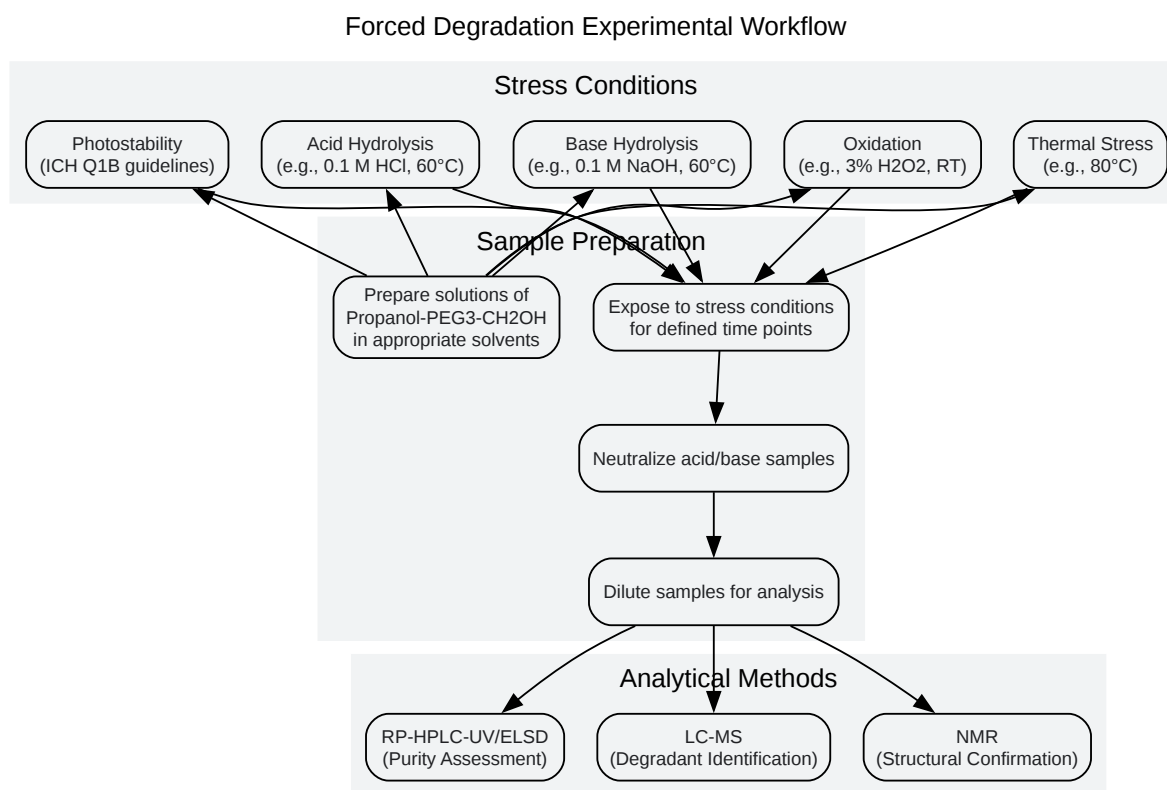 Forced Degradation Experimental Workflow
Stress Conditions
Photostability
(ICH Q1B guidelines)
Acid Hydrolysis
(e.g., 0.1 M HCl, 60°C)
Base Hydrolysis
(e.g., 0.1 M NaOH, 60°C)
Oxidation
(e.g., 3% H2O2, RT)
Thermal Stress
(e.g., 80°C)
Sample Preparation
Prepare solutions of
Propanol-PEG3-CH2OH
in appropriate solvents
Expose to stress conditions
for defined time points
Neutralize acid/base samples
Dilute samples for analysis
Analytical Methods
RP-HPLC-UV/ELSD
(Purity Assessment)
LC-MS
(Degradant Identification)
NMR
(Structural Confirmation)